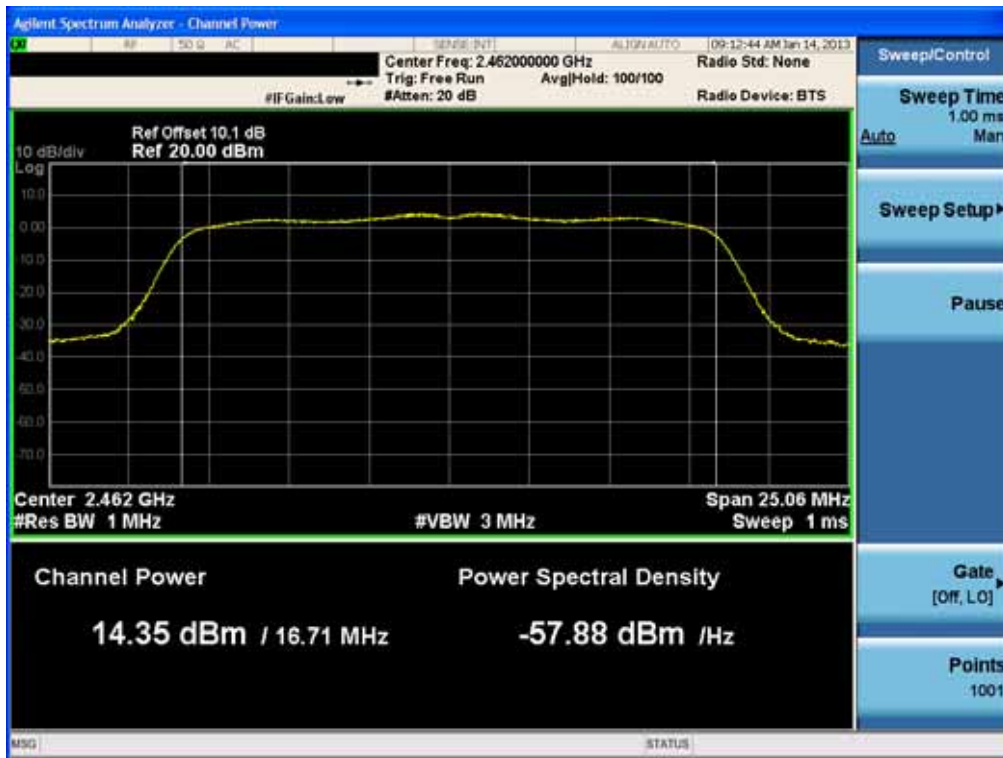 Agilent Spectrum Analyzer - Channel Power
RF 50 Ω AC SENSE:INT ALIGN AUTO 09:12:44 AM Jan 14, 2013
Center Freq: 2.462000000 GHz Radio Std: None
Trig: Free Run Avg|Hold: 100/100
#IFGain:Low #Atten: 20 dB Radio Device: BTS
Ref Offset 10.1 dB
10 dB/div Ref 20.00 dBm
Log
10.0
0.00
-10.0
-20.0
-30.0
-40.0
-50.0
-60.0
-70.0
Center 2.462 GHz Span 25.06 MHz
#Res BW 1 MHz #VBW 3 MHz Sweep 1 ms
Channel Power Power Spectral Density
14.35 dBm / 16.71 MHz -57.88 dBm /Hz
MSG STATUS
Sweep/Control
Sweep Time
1.00 ms
Auto Man
Sweep Setup
Pause
Gate
[Off, LO]
Points
1001